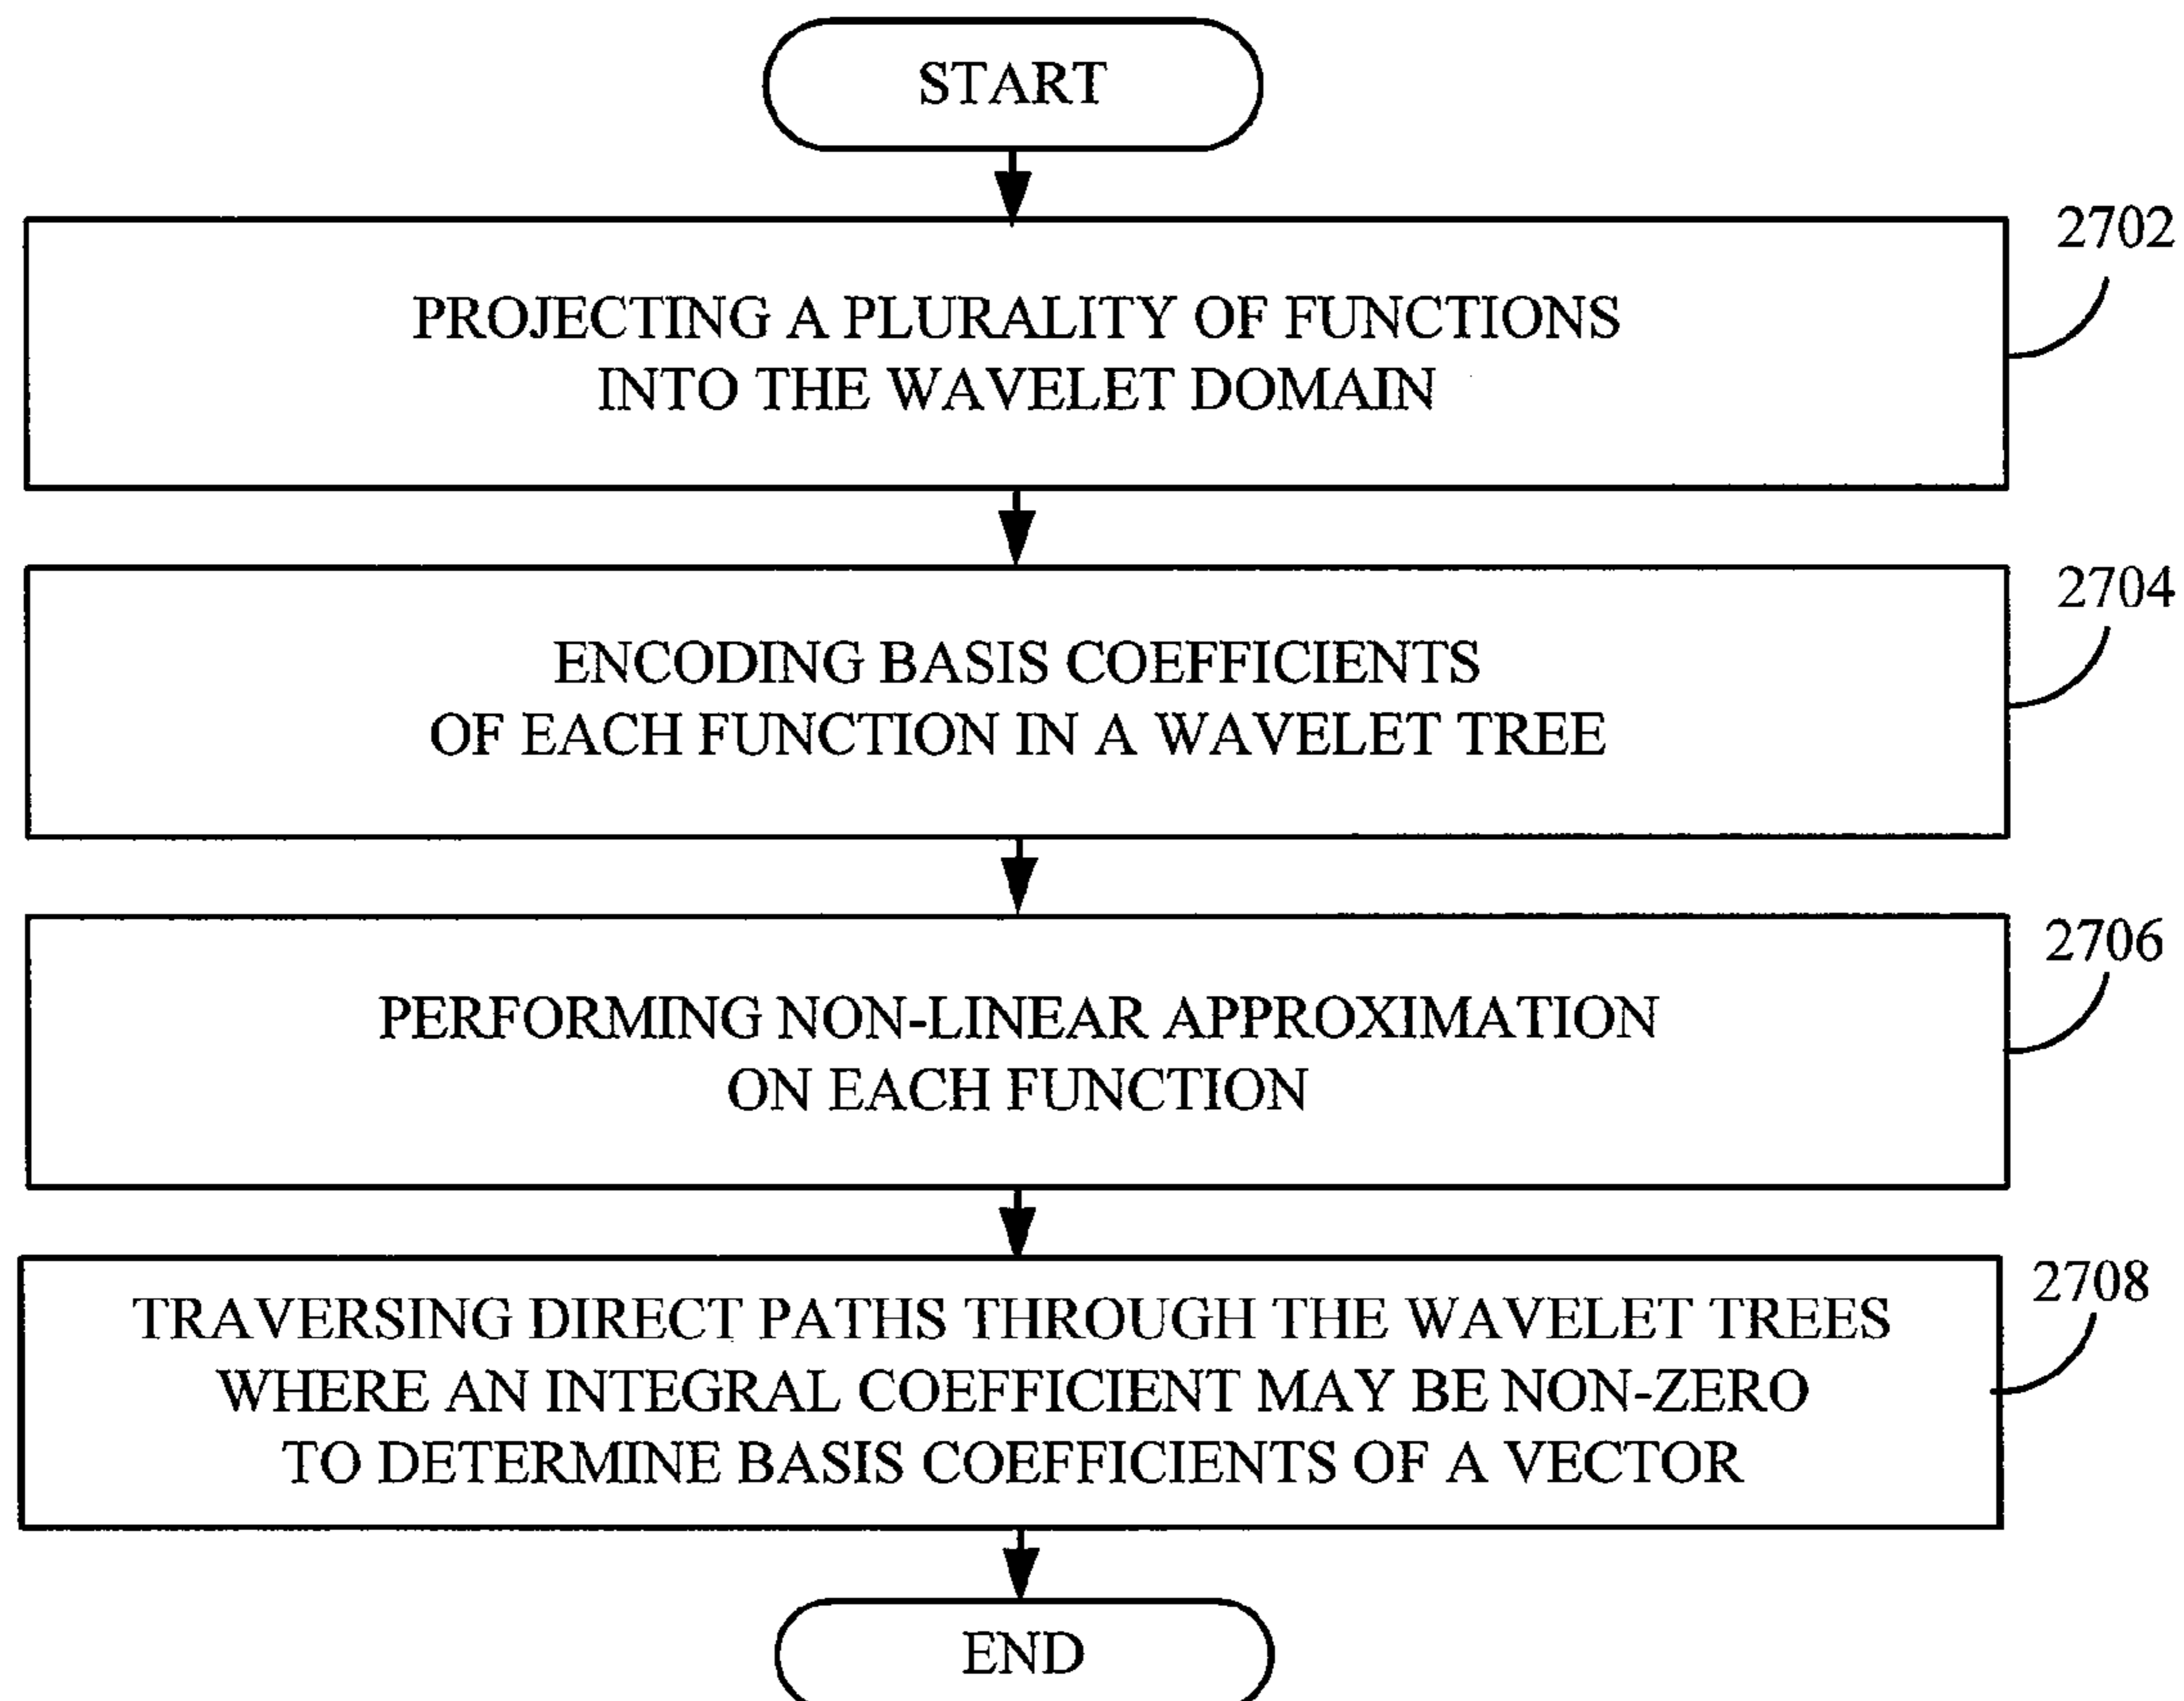 START
2702
PROJECTING A PLURALITY OF FUNCTIONS
INTO THE WAVELET DOMAIN
2704
ENCODING BASIS COEFFICIENTS
OF EACH FUNCTION IN A WAVELET TREE
2706
PERFORMING NON-LINEAR APPROXIMATION
ON EACH FUNCTION
2708
TRAVERSING DIRECT PATHS THROUGH THE WAVELET TREES
WHERE AN INTEGRAL COEFFICIENT MAY BE NON-ZERO
TO DETERMINE BASIS COEFFICIENTS OF A VECTOR
END